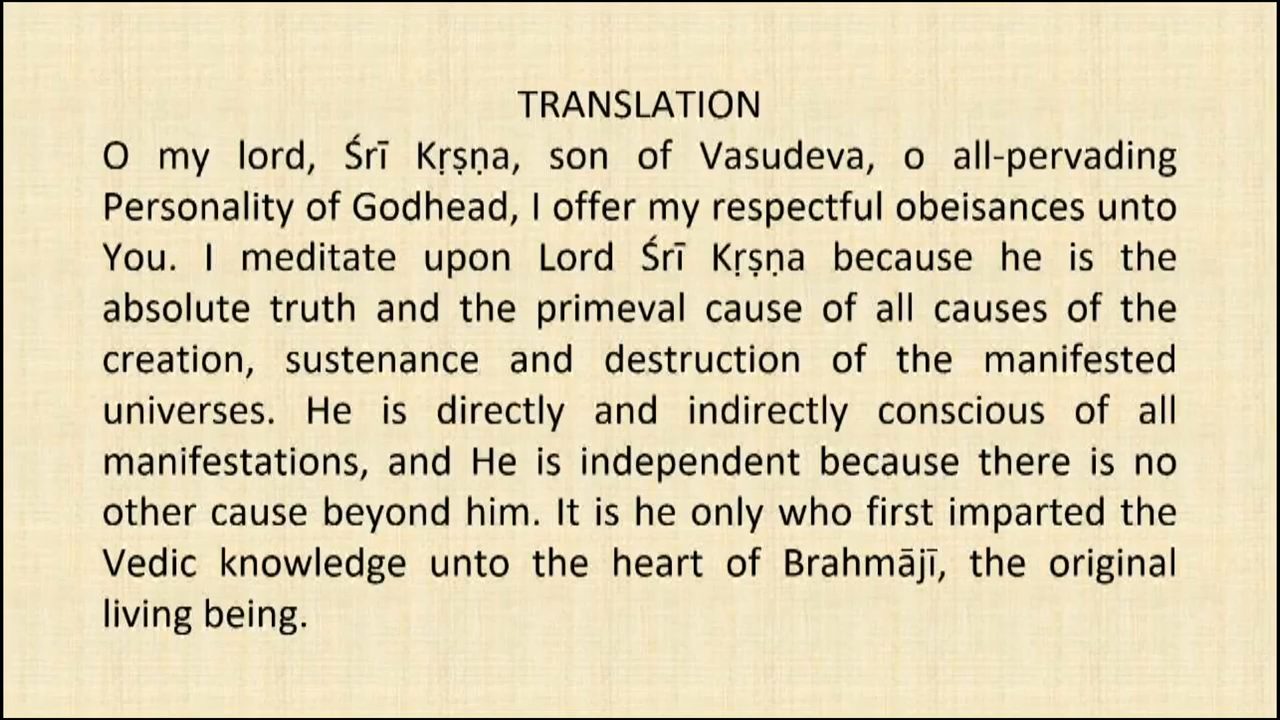 TRANSLATION
O my lord, Śrī Kṛṣṇa, son of Vasudeva, o all-pervading
Personality of Godhead, I offer my respectful obeisances unto
You. I meditate upon Lord Śrī Kṛṣṇa because he is the
absolute truth and the primeval cause of all causes of the
creation, sustenance and destruction of the manifested
universes. He is directly and indirectly conscious of all
manifestations, and He is independent because there is no
other cause beyond him. It is he only who first imparted the
Vedic knowledge unto the heart of Brahmājī, the original
living being.